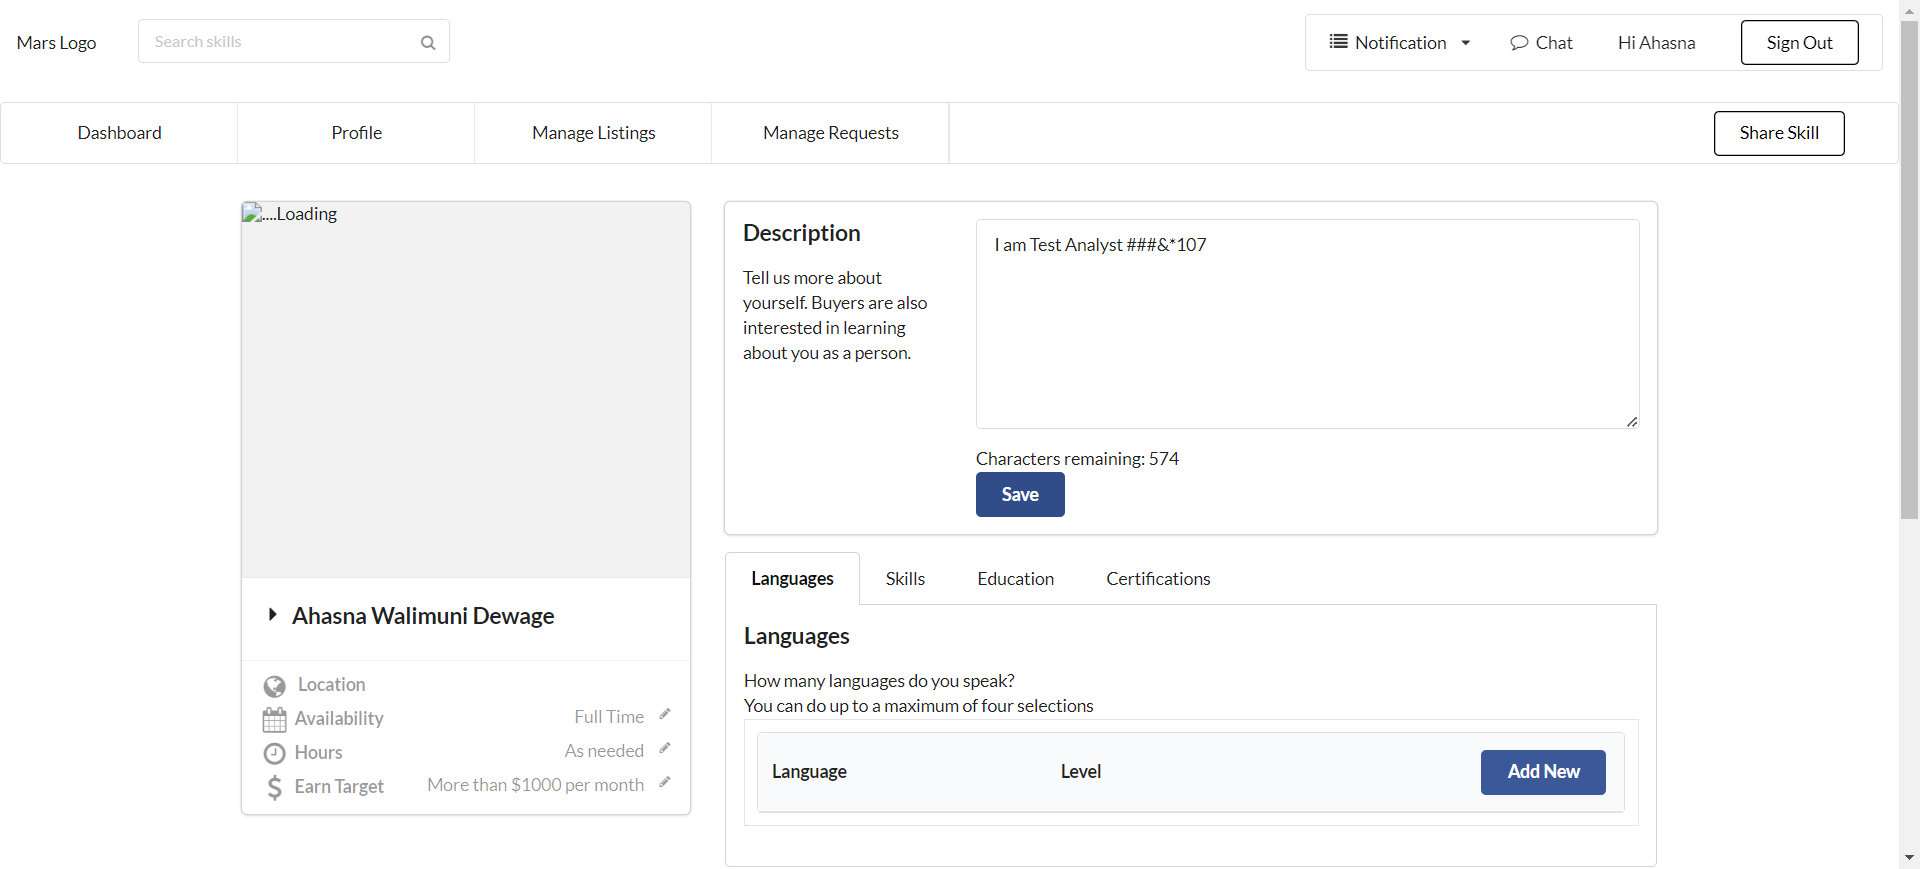 Mars Logo
Search skills
Notification
Chat
Hi Ahasna
Sign Out
Dashboard
Profile
Manage Listings
Manage Requests
Share Skill
....Loading
Ahasna Walimuni Dewage
Location
Availability
Full Time
Hours
As needed
Earn Target
More than $1000 per month
Description
Tell us more about
yourself. Buyers are also
interested in learning
about you as a person.
I am Test Analyst ###&*107
Characters remaining: 574
Save
Languages
Skills
Education
Certifications
Languages
How many languages do you speak?
You can do up to a maximum of four selections
Language
Level
Add New